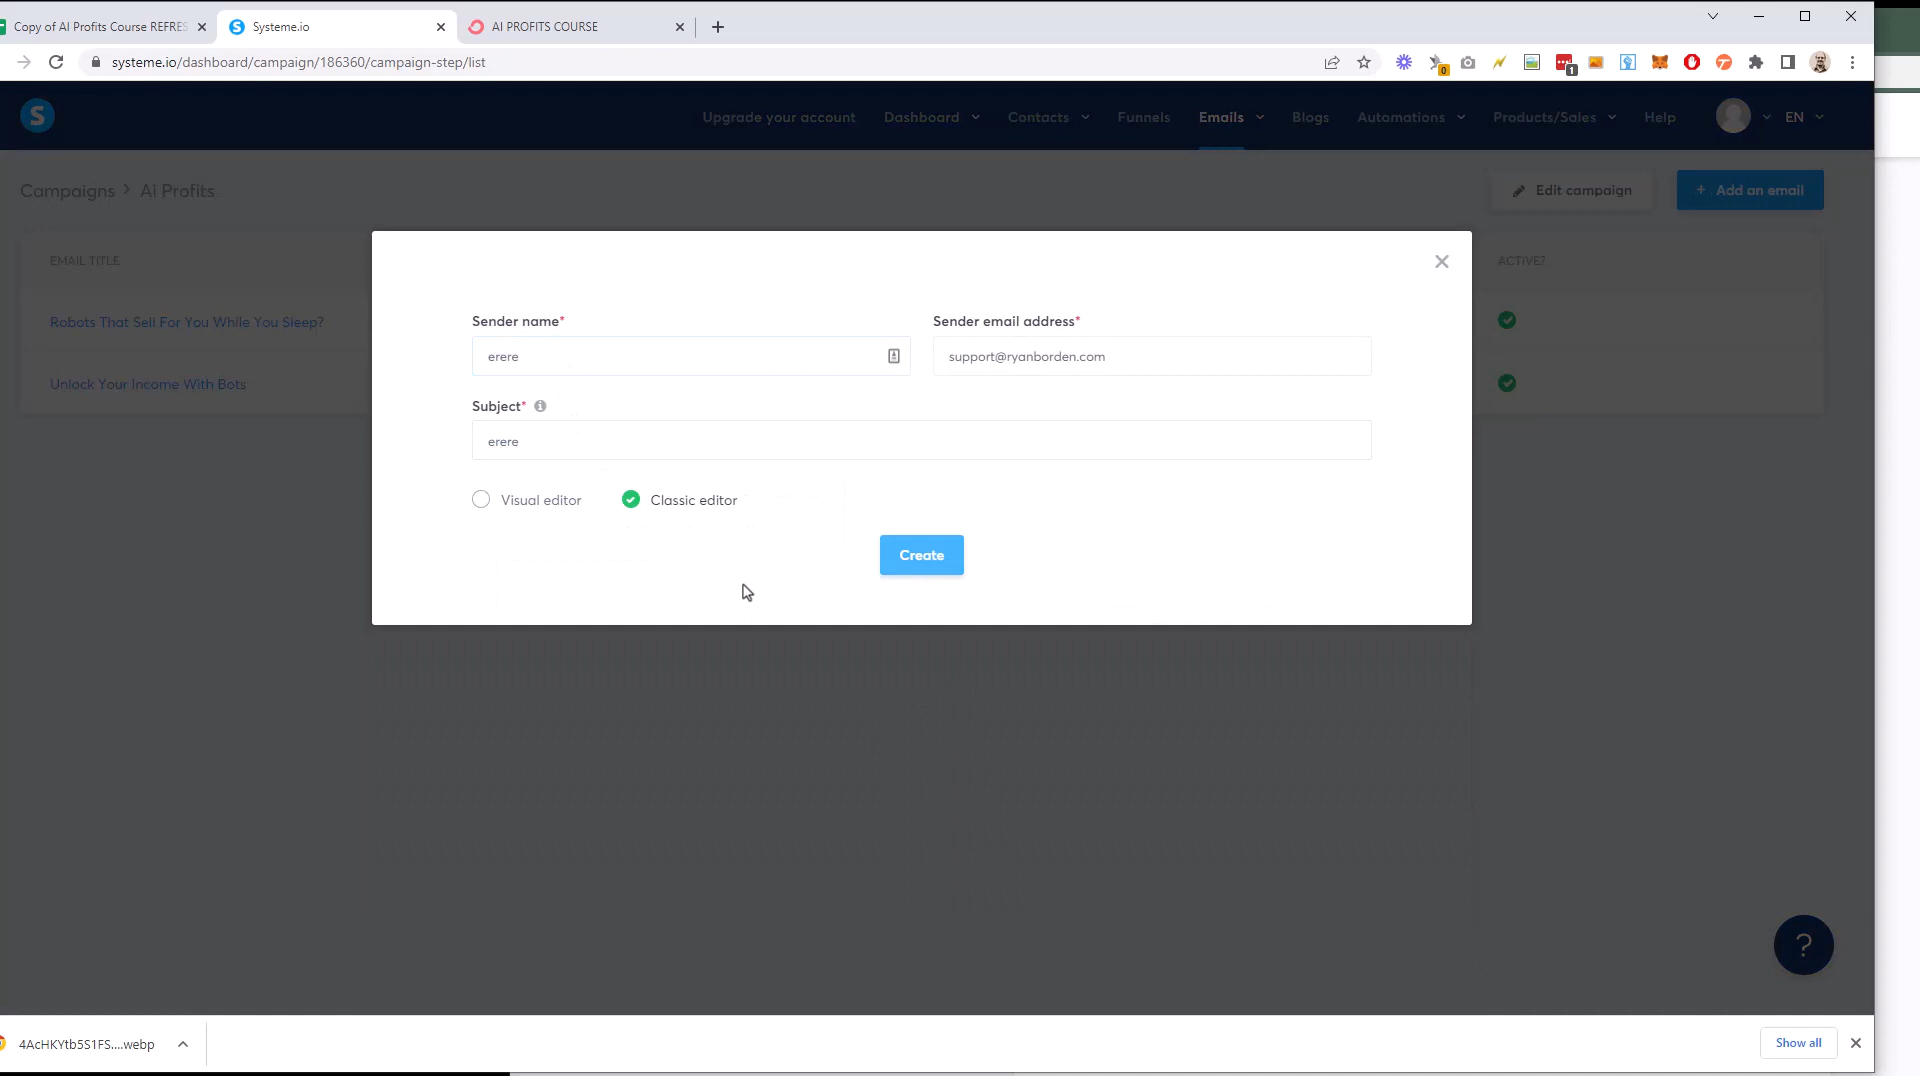 Copy of AI Profits Course REFRES
Systeme.io
AI PROFITS COURSE
systeme.io/dashboard/campaign/186360/campaign-step/list
0
1
S
Upgrade your account
Dashboard
Contacts
Funnels
Emails
Blogs
Automations
Products/Sales
Help
EN
Campaigns > Ai Profits
Edit campaign
+ Add an email
EMAIL TITLE
ACTIVE?
Robots That Sell For You While You Sleep?
Unlock Your Income With Bots
Sender name*
Sender email address*
erere
support@ryanborden.com
Subject*
erere
Visual editor
Classic editor
Create
?
4AcHKYtb5S1FS....webp
Show all